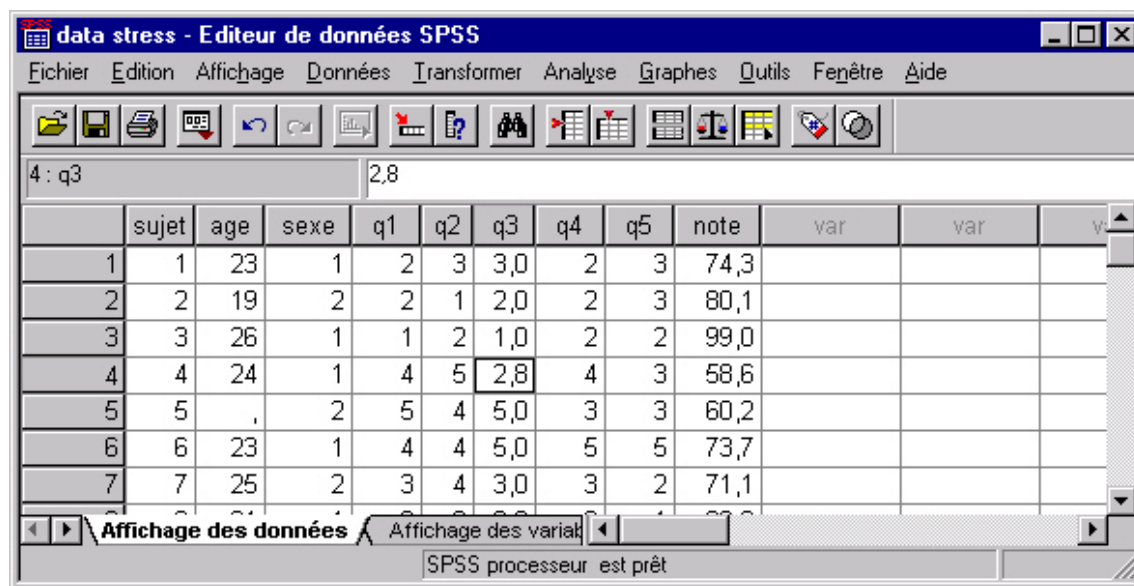 data stress - Editeur de données SPSS
Fichier Edition Affichage Données Transformer Analyse Graphes Outils Fenêtre Aide
4 : q3 2,8
sujet age sexe q1 q2 q3 q4 q5 note var var
1 1 23 1 2 3 3,0 2 3 74,3
2 2 19 2 2 1 2,0 2 3 80,1
3 3 26 1 1 2 1,0 2 2 99,0
4 4 24 1 4 5 2,8 4 3 58,6
5 5 , 2 5 4 5,0 3 3 60,2
6 6 23 1 4 4 5,0 5 5 73,7
7 7 25 2 3 4 3,0 3 2 71,1
Affichage des données Affichage des variab
SPSS processeur est prêt